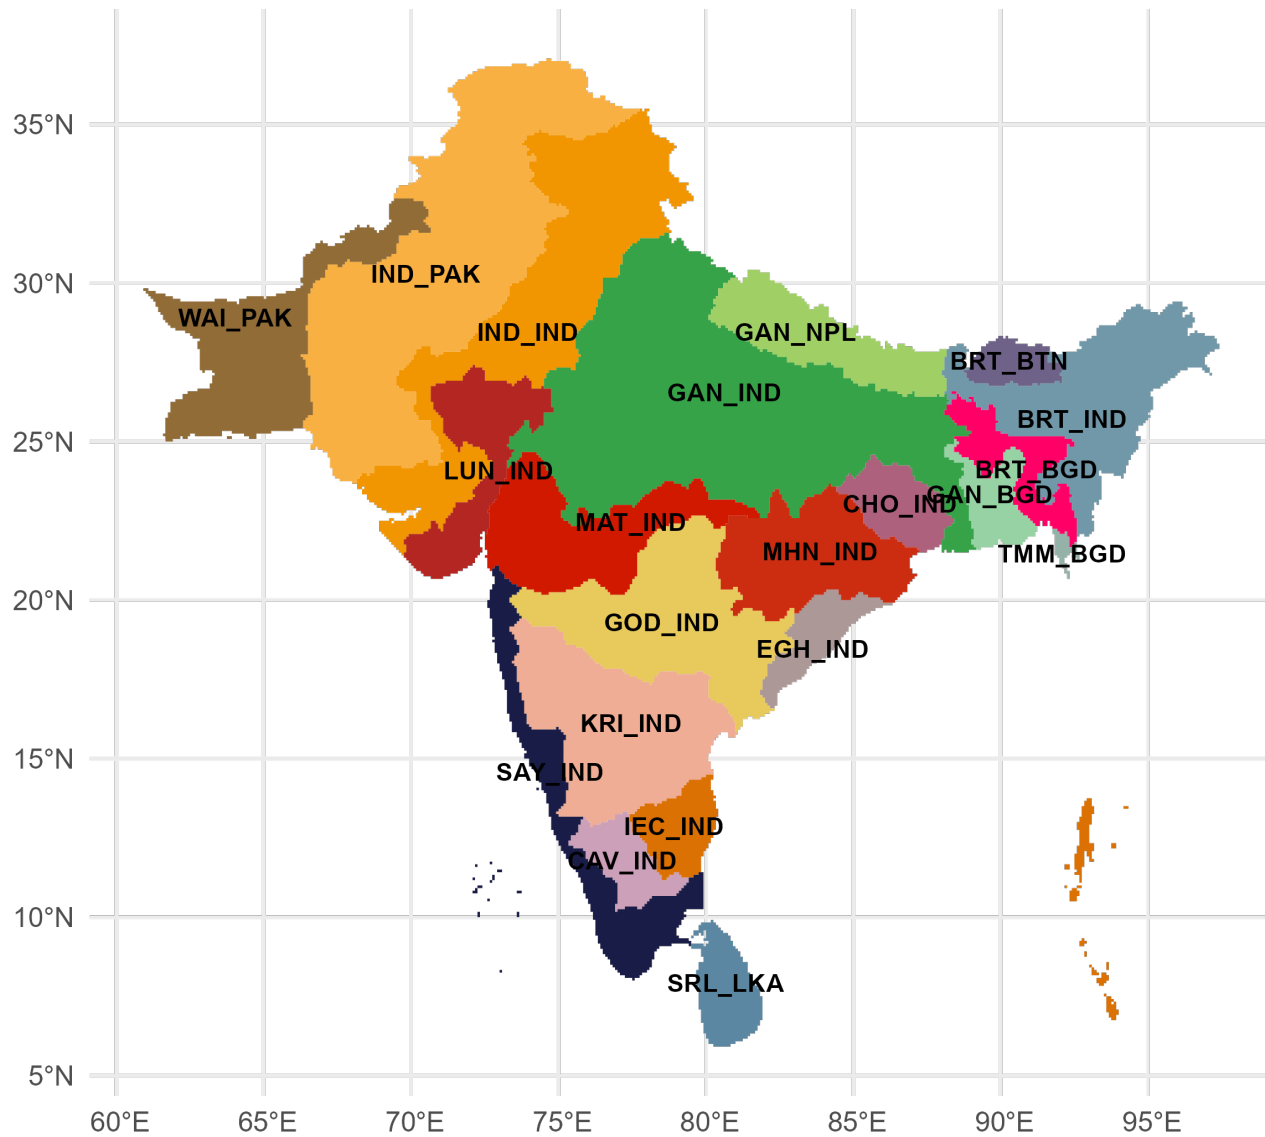 35°N
IND_PAK
30°N
WAI_PAK
IND_IND
GAN_NPL
BRT_BTN
GAN_IND
BRT_IND
25°N
LUN_IND
BRT_BGD
GAN_BGD
CHO_IND
MAT_IND
MHN_IND
TMM_BGD
20°N
GOD_IND
EGH_IND
KRI_IND
15°N
SAY_IND
IEC_IND
CAV_IND
10°N
SRL_LKA
5°N
60°E 65°E 70°E 75°E 80°E 85°E 90°E 95°E